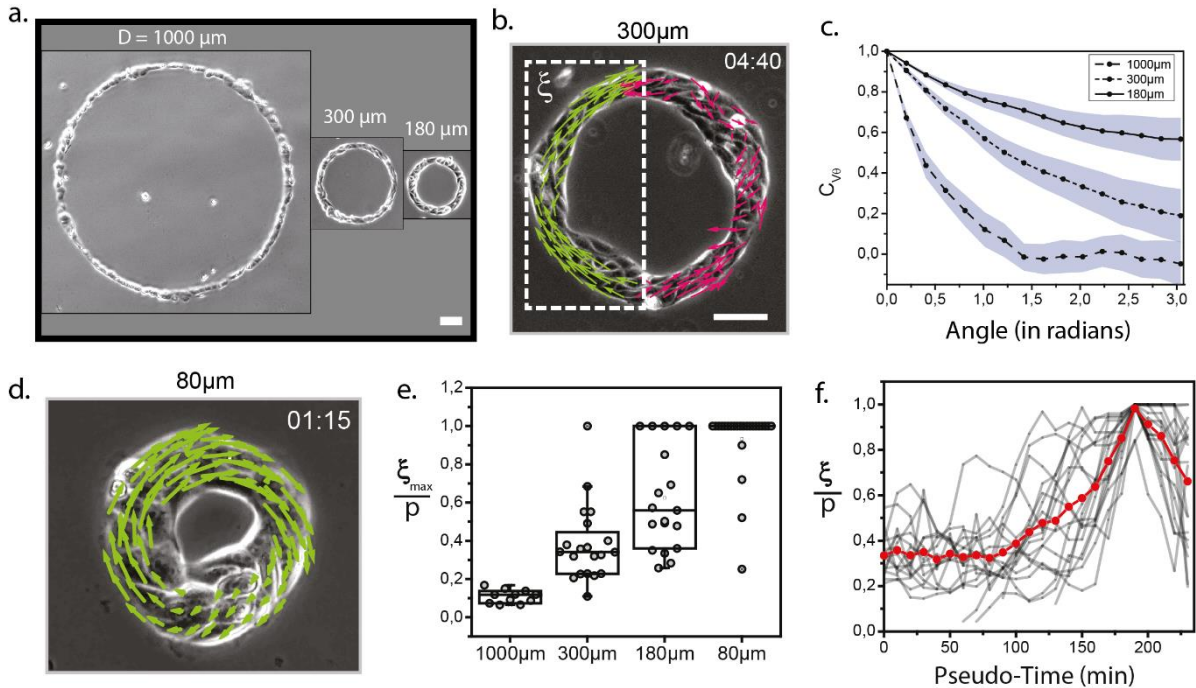 a.
D = 1000 µm
300 µm
180 µm
b.
300µm
04:40
ξ
c.
1,0
0,8
0,6
0,4
0,2
0,0
C_Vθ
0,0 0,5 1,0 1,5 2,0 2,5 3,0
Angle (in radians)
1000µm
300µm
180µm
d.
80µm
01:15
e.
1,2
1,0
0,8
0,6
0,4
0,2
0,0
ξmax
p
1000µm 300µm 180µm 80µm
f.
1,0
0,8
0,6
0,4
0,2
0,0
ξ
p
0 50 100 150 200
Pseudo-Time (min)